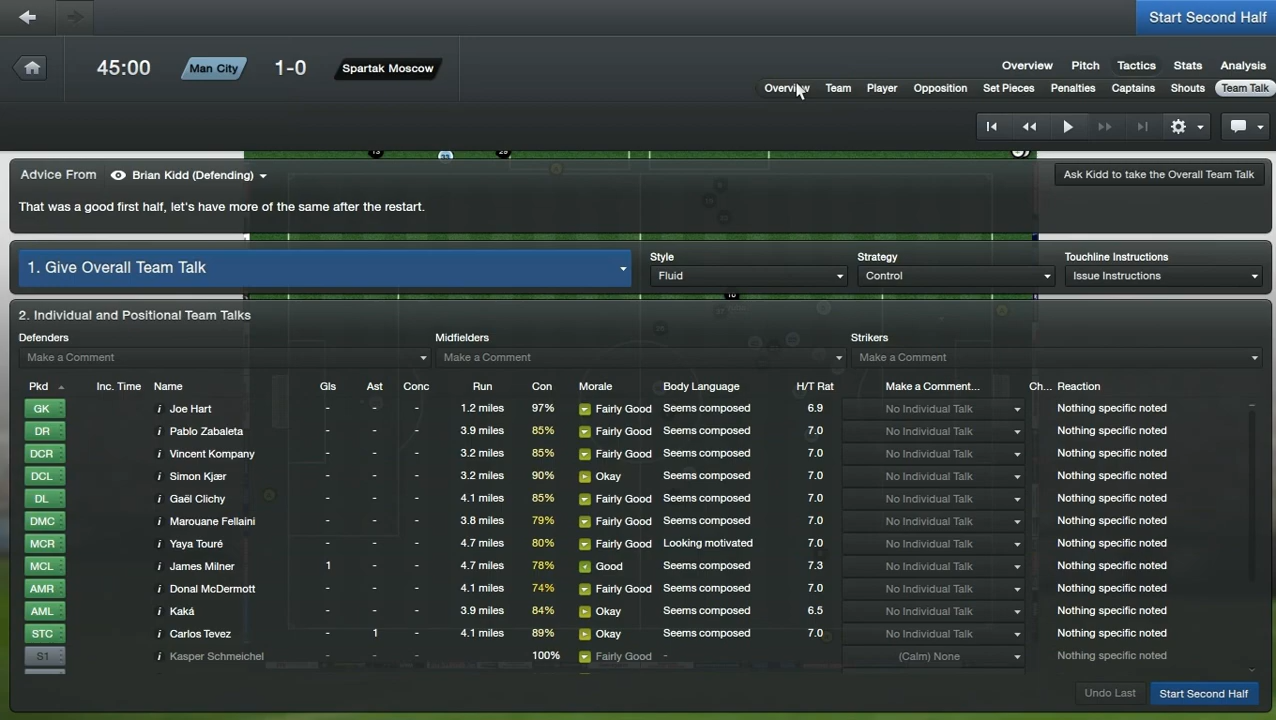 Start Second Half
45:00 Man City 1-0 Spartak Moscow
Overview Pitch Tactics Stats Analysis
Overview Team Player Opposition Set Pieces Penalties Captains Shouts Team Talk
Advice From Brian Kidd (Defending) Ask Kidd to take the Overall Team Talk
That was a good first half, let's have more of the same after the restart.
1. Give Overall Team Talk
Style Strategy Touchline Instructions
Fluid Control Issue Instructions
2. Individual and Positional Team Talks
Defenders Midfielders Strikers
Make a Comment Make a Comment Make a Comment
Pkd Inc. Time Name Gls Ast Conc Run Con Morale Body Language H/T Rat Make a Comment... Ch... Reaction
GK i Joe Hart - - - 1.2 miles 97% Fairly Good Seems composed 6.9 No Individual Talk Nothing specific noted
DR i Pablo Zabaleta - - - 3.9 miles 85% Fairly Good Seems composed 7.0 No Individual Talk Nothing specific noted
DCR i Vincent Kompany - - - 3.2 miles 85% Fairly Good Seems composed 7.0 No Individual Talk Nothing specific noted
DCL i Simon Kjær - - - 3.2 miles 90% Okay Seems composed 7.0 No Individual Talk Nothing specific noted
DL i Gaël Clichy - - - 4.1 miles 85% Fairly Good Seems composed 7.0 No Individual Talk Nothing specific noted
DMC i Marouane Fellaini - - - 3.8 miles 79% Fairly Good Seems composed 7.0 No Individual Talk Nothing specific noted
MCR i Yaya Touré - - - 4.7 miles 80% Fairly Good Looking motivated 7.0 No Individual Talk Nothing specific noted
MCL i James Milner 1 - - 4.7 miles 78% Good Seems composed 7.3 No Individual Talk Nothing specific noted
AMR i Donal McDermott - - - 4.1 miles 74% Fairly Good Seems composed 7.0 No Individual Talk Nothing specific noted
AML i Kaká - - - 3.9 miles 84% Okay Seems composed 6.5 No Individual Talk Nothing specific noted
STC i Carlos Tevez - 1 - 4.1 miles 89% Okay Seems composed 7.0 No Individual Talk Nothing specific noted
S1 i Kasper Schmeichel 100% Fairly Good - (Calm) None Nothing specific noted
Undo Last Start Second Half